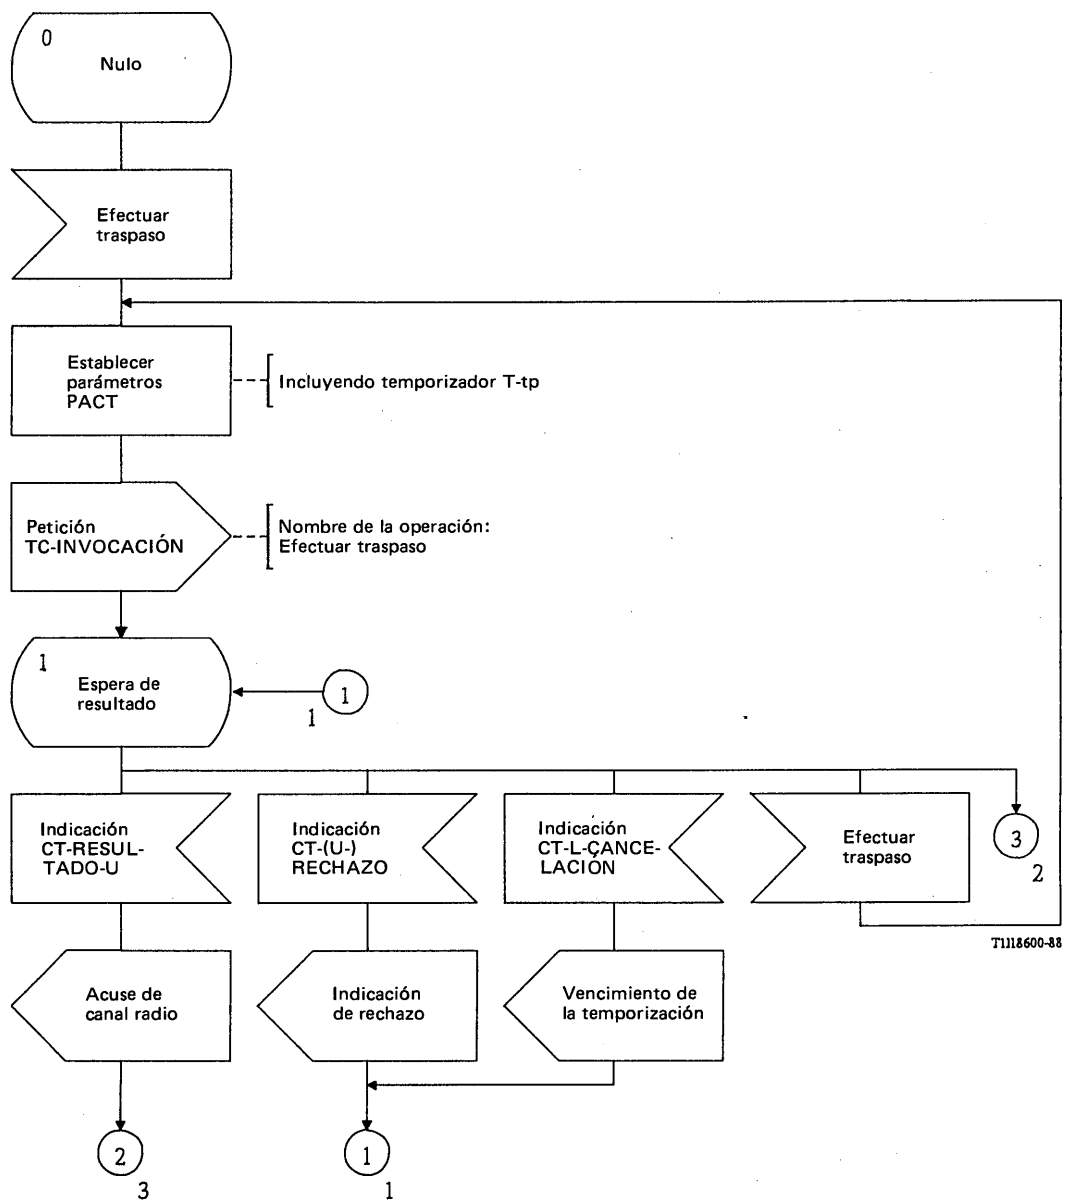 0
Nulo
Efectuar
traspaso
Establecer
parámetros
PACT
Incluyendo temporizador T-tp
Petición
TC-INVOCACIÓN
Nombre de la operación:
Efectuar traspaso
1
Espera de
resultado
1
1
Indicación
CT-RESUL-
TADO-U
Indicación
CT-(U-)
RECHAZO
Indicación
CT-L-CANCE-
LACIÓN
Efectuar
traspaso
3
2
T1118600-88
Acuse de
canal radio
Indicación
de rechazo
Vencimiento de
la temporización
2
3
1
1